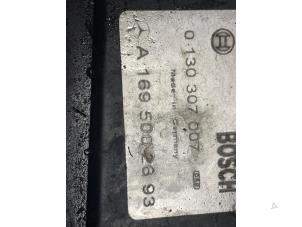 BOSCH
0 130 307 007
Made in Germany
A 169 500 26 93